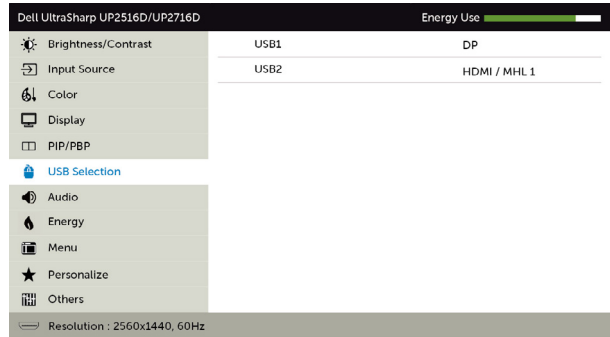 Dell UltraSharp UP2516D/UP2716D Energy Use
Brightness/Contrast USB1 DP
Input Source USB2 HDMI / MHL 1
Color
Display
PIP/PBP
USB Selection
Audio
Energy
Menu
Personalize
Others
Resolution : 2560x1440, 60Hz